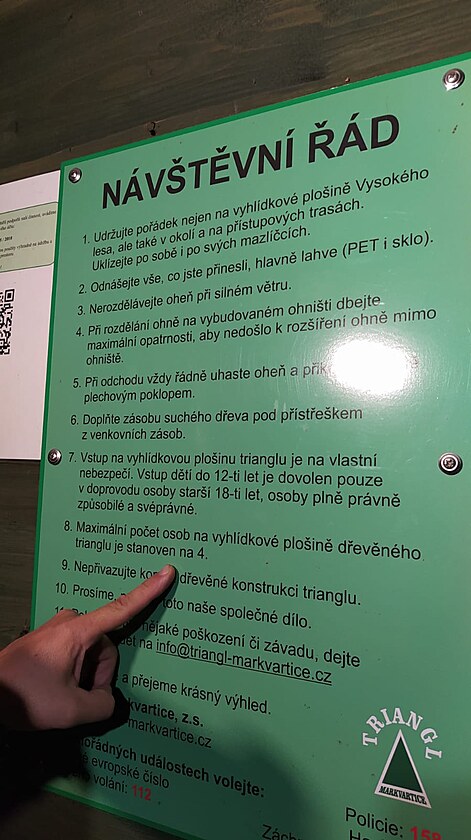 NÁVŠTĚVNÍ ŘÁD
1. Udržujte pořádek nejen na vyhlídkové plošině Vysokého
lesa, ale také v okolí a na přístupových trasách.
Uklízejte po sobě i po svých mazlíčcích.
2. Odnášejte vše, co jste přinesli, hlavně lahve (PET i sklo).
3. Nerozdělávejte oheň při silném větru.
4. Při rozdělání ohně na vybudovaném ohništi dbejte
maximální opatrnosti, aby nedošlo k rozšíření ohně mimo
ohniště.
5. Při odchodu vždy řádně uhaste oheň a
plechovým poklopem.
6. Doplňte zásobu suchého dřeva pod přístřeškem
z venkovních zásob.
7. Vstup na vyhlídkovou plošinu trianglu je na vlastní
nebezpečí. Vstup dětí do 12-ti let je dovolen pouze
v doprovodu osoby starší 18-ti let, osoby plně právně
způsobilé a svéprávné.
8. Maximální počet osob na vyhlídkové plošině dřevěného
trianglu je stanoven na 4.
9. Nepřivazujte dřevěné konstrukci trianglu.
10. Prosíme, toto naše společné dílo.
nějaké poškození či závadu, dejte
na info@triangl-markvartice.cz
a přejeme krásný výhled.
z.s.
evropské číslo
volejte:
volání: 112
Policie: 158
TRIANGL
MARKVARTICE